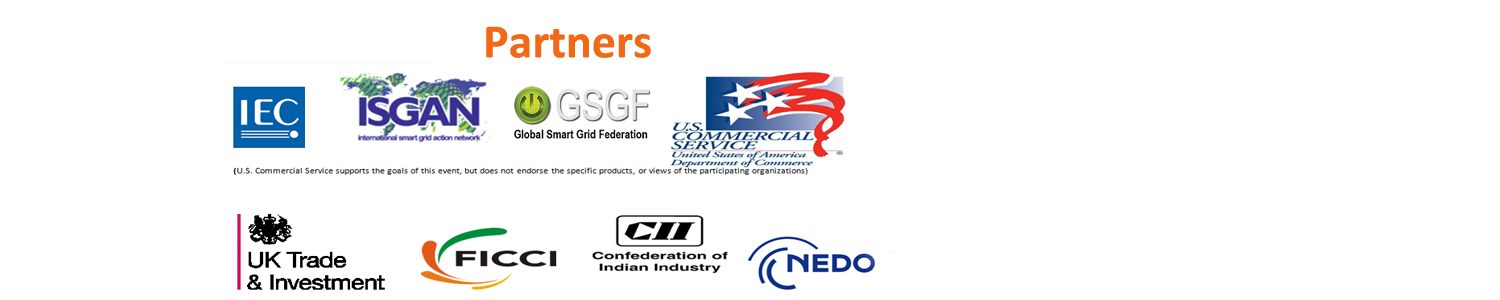 Partners
IEC
ISGAN
international smart grid action network
GSGF
Global Smart Grid Federation
U.S.
COMMERCIAL
SERVICE
United States of America
Department of Commerce
(U.S. Commercial Service supports the goals of this event, but does not endorse the specific products, or views of the participating organizations)
UK Trade
& Investment
FICCI
CII
Confederation of
Indian Industry
NEDO